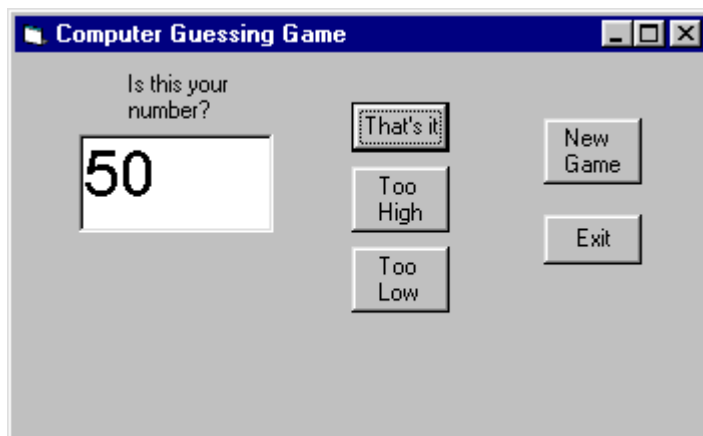 Computer Guessing Game
Is this your
number?
50
That's it
Too
High
Too
Low
New
Game
Exit